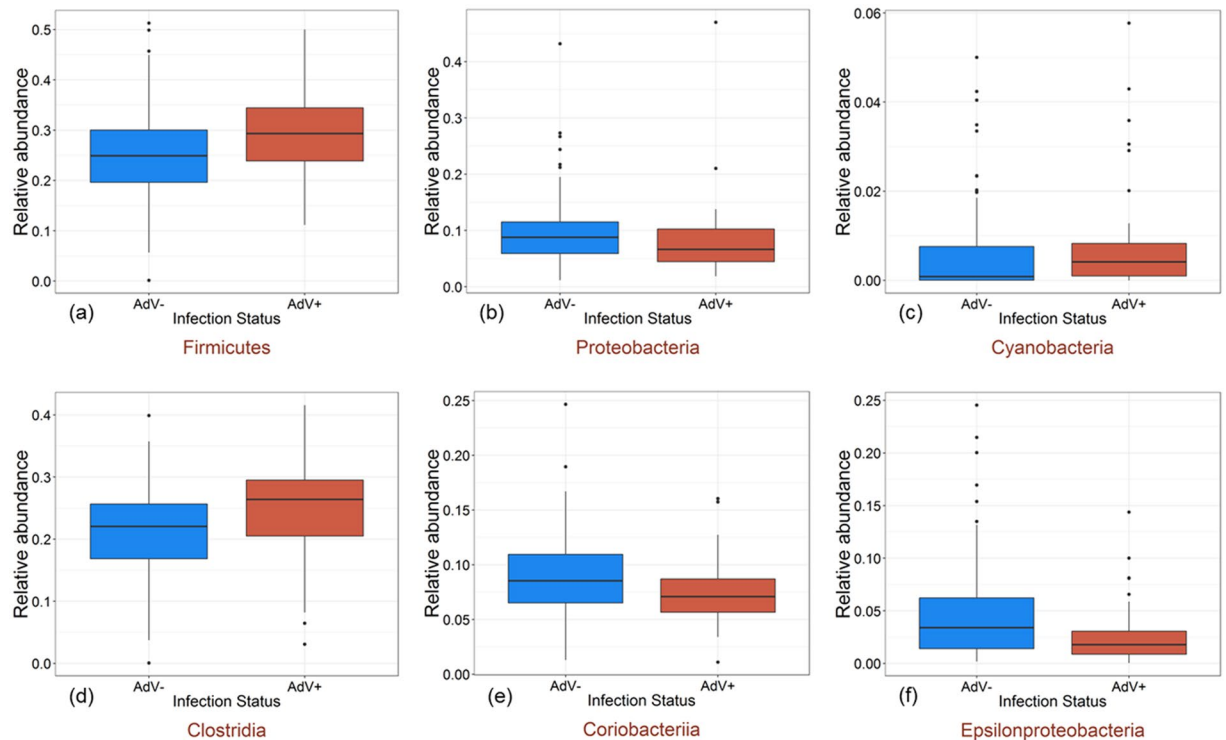 Relative abundance
0.5
0.4
0.3
0.2
0.1
0.0
AdV-
AdV+
(a)
Infection Status
Firmicutes
Relative abundance
0.4
0.3
0.2
0.1
0.0
AdV-
AdV+
(b)
Infection Status
Proteobacteria
Relative abundance
0.06
0.04
0.02
0.00
AdV-
AdV+
(c)
Infection Status
Cyanobacteria
Relative abundance
0.4
0.3
0.2
0.1
0.0
AdV-
AdV+
(d)
Infection Status
Clostridia
Relative abundance
0.25
0.20
0.15
0.10
0.05
0.00
AdV-
AdV+
(e)
Infection Status
Coriobacteriia
Relative abundance
0.25
0.20
0.15
0.10
0.05
0.00
AdV-
AdV+
(f)
Infection Status
Epsilonproteobacteria